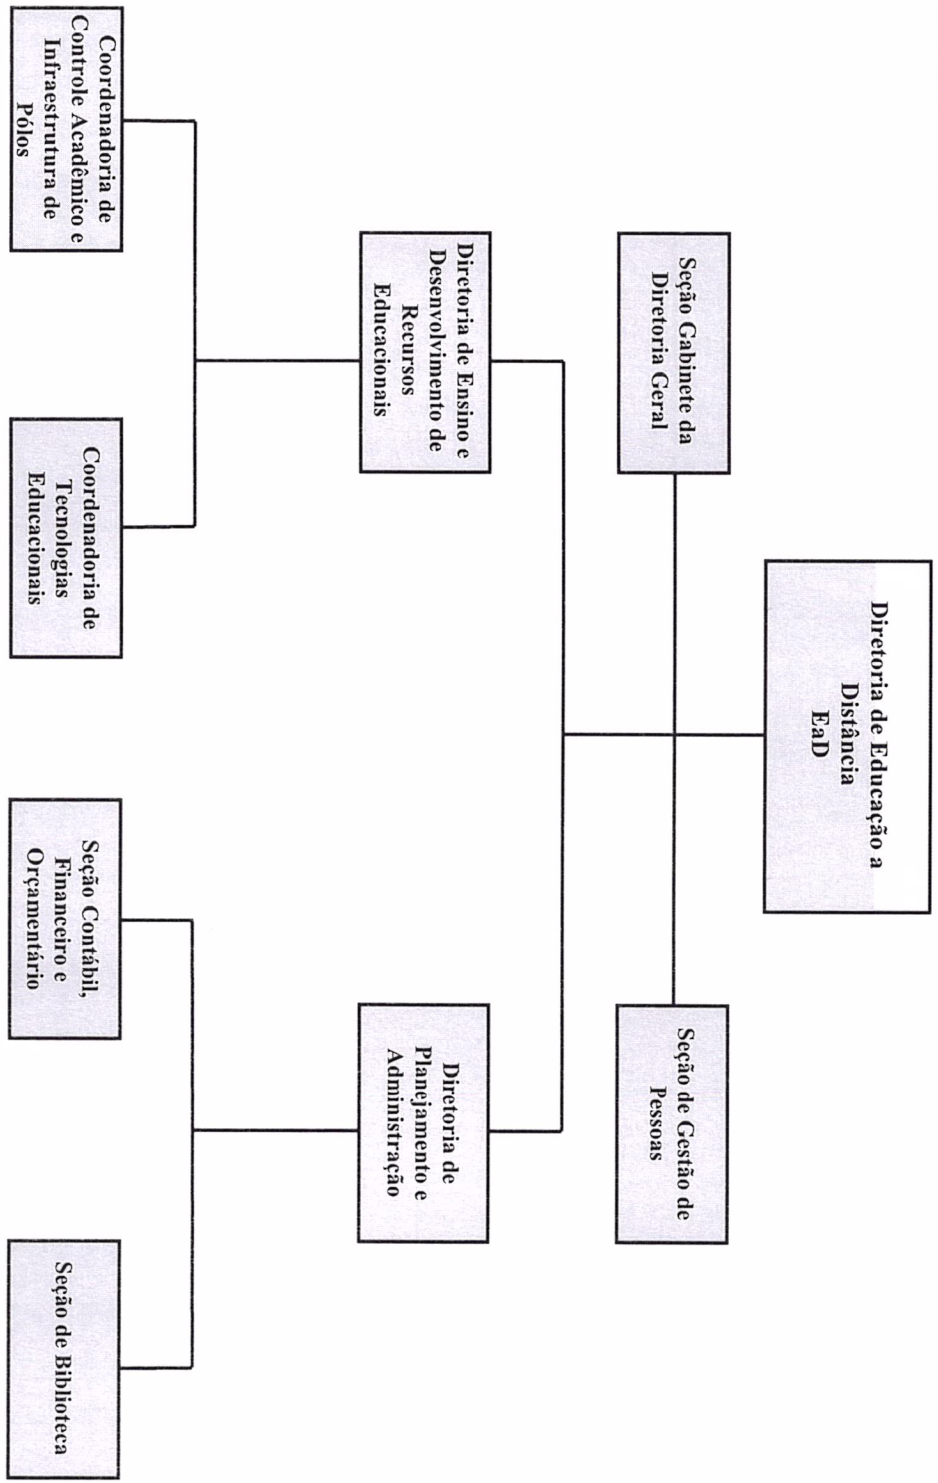 Diretoria de Educação a
Distância
EaD
Seção Gabinete da
Diretoria Geral
Seção de Gestão de
Pessoas
Diretoria de Ensino e
Desenvolvimento de
Recursos
Educacionais
Diretoria de
Planejamento e
Administração
Coordenadoria de
Controle Acadêmico e
Infraestrutura de
Pólos
Coordenadoria de
Tecnologias
Educacionais
Seção Contábil,
Financeiro e
Orçamentário
Seção de Biblioteca